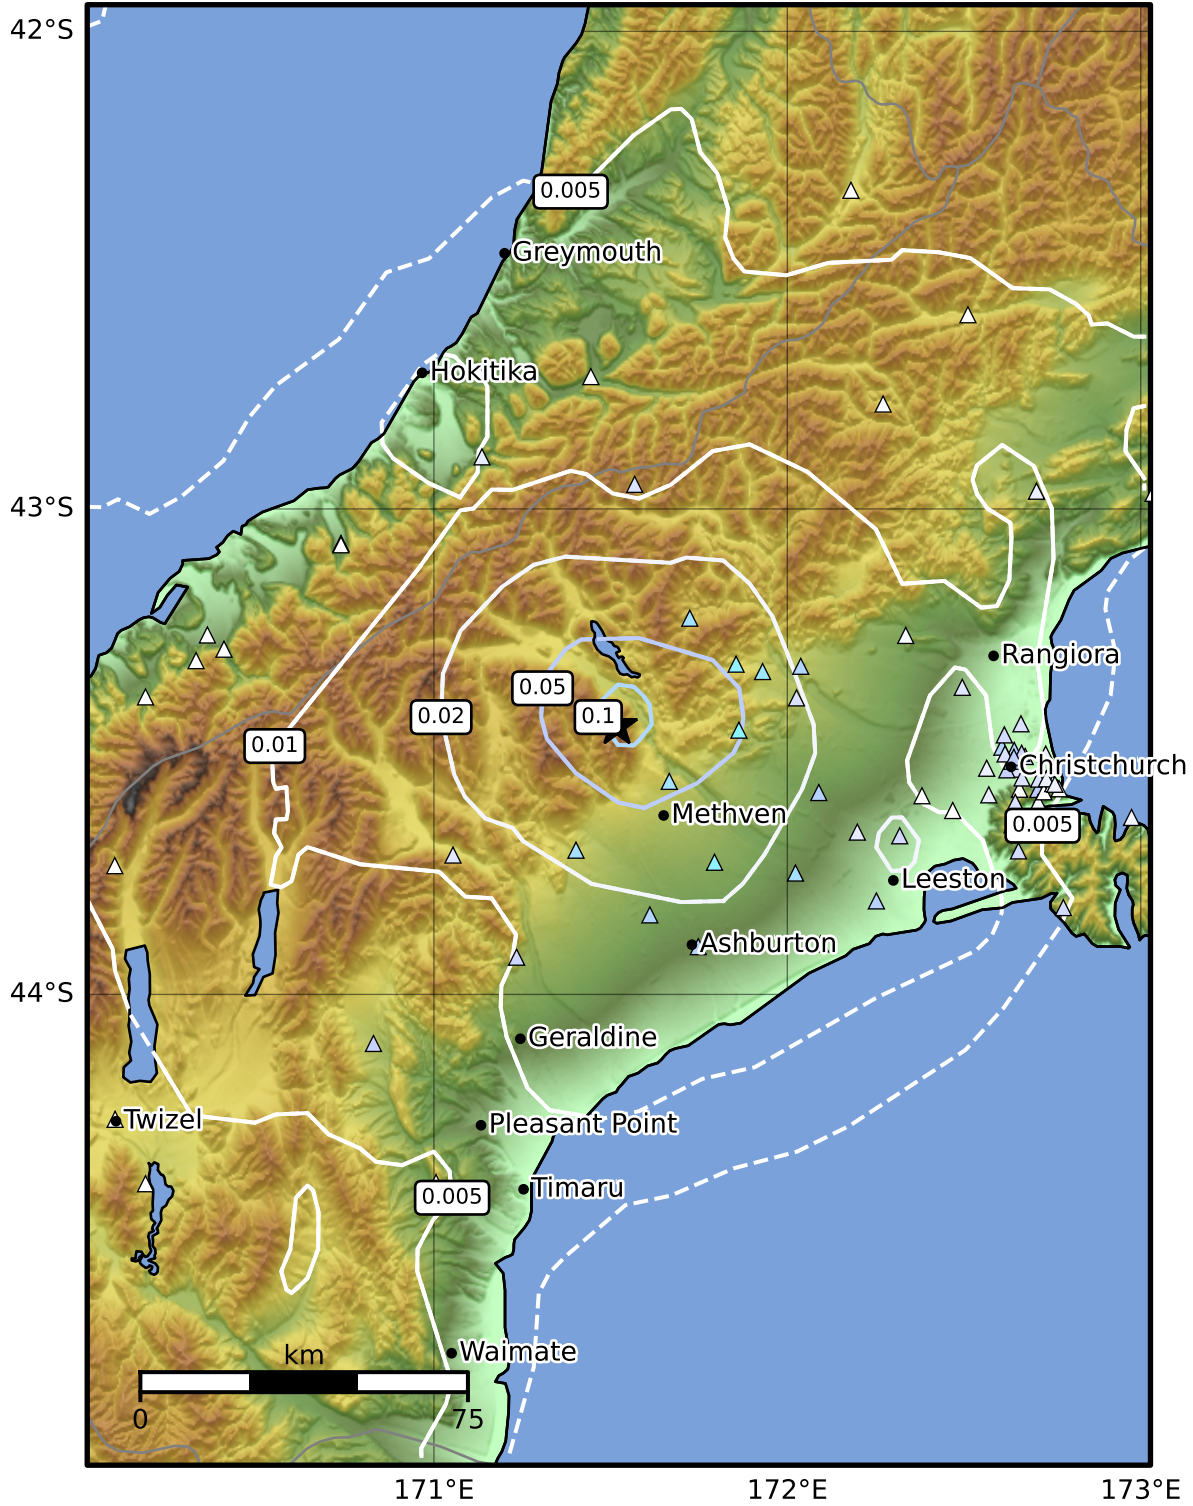 42°S
0.005
Greymouth
Hokitika
43°S
Rangiora
0.05
0.02
0.1
0.01
Christchurch
Methven
0.005
Leeston
Ashburton
44°S
Geraldine
Twizel
Pleasant Point
Timaru
0.005
Waimate
km
0
75
171°E
172°E
173°E